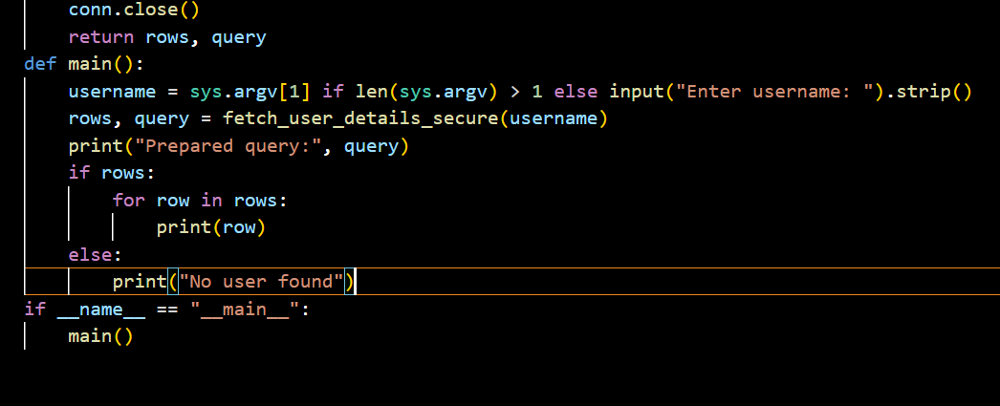 conn.close()
return rows, query
def main():
username = sys.argv[1] if len(sys.argv) > 1 else input("Enter username: ").strip()
rows, query = fetch_user_details_secure(username)
print("Prepared query:", query)
if rows:
for row in rows:
print(row)
else:
print("No user found")
if __name__ == "__main__":
main()